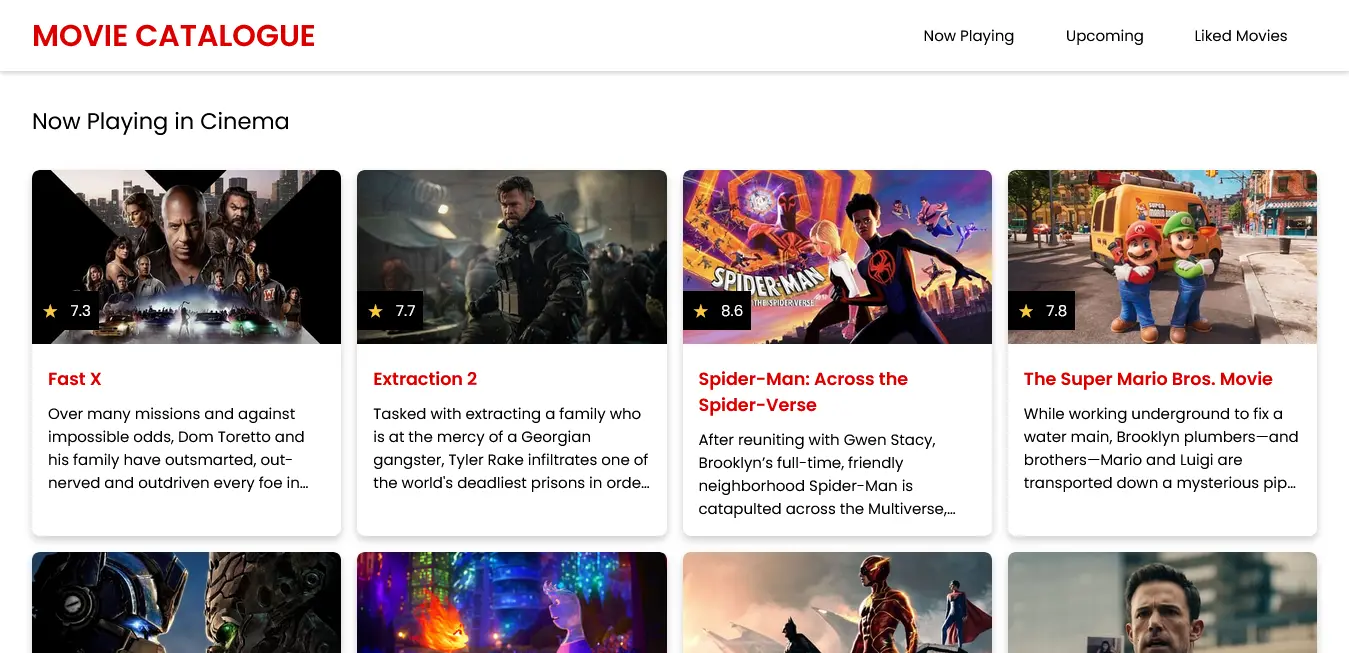 MOVIE CATALOGUE
Now Playing
Upcoming
Liked Movies
Now Playing in Cinema
★ 7.3
★ 7.7
SPIDER-MAN
★ 8.6
★ 7.8
Fast X
Over many missions and against
impossible odds, Dom Toretto and
his family have outsmarted, out-
nerved and outdriven every foe in…
Extraction 2
Tasked with extracting a family who
is at the mercy of a Georgian
gangster, Tyler Rake infiltrates one of
the world's deadliest prisons in orde…
Spider-Man: Across the
Spider-Verse
After reuniting with Gwen Stacy,
Brooklyn’s full-time, friendly
neighborhood Spider-Man is
catapulted across the Multiverse,…
The Super Mario Bros. Movie
While working underground to fix a
water main, Brooklyn plumbers—and
brothers—Mario and Luigi are
transported down a mysterious pip…